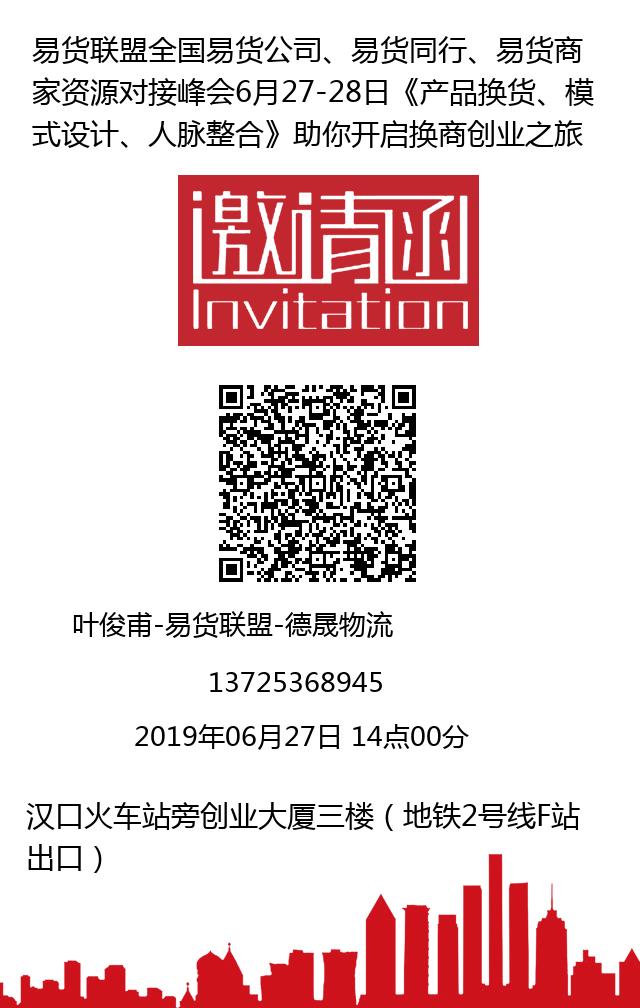 易货联盟全国易货公司、易货同行、易货商
家资源对接峰会6月27-28日《产品换货、模
式设计、人脉整合》助你开启换商创业之旅
邀请函
Invitation
叶俊甫-易货联盟-德晟物流
13725368945
2019年06月27日 14点00分
汉口火车站旁创业大厦三楼（地铁2号线F站
出口）